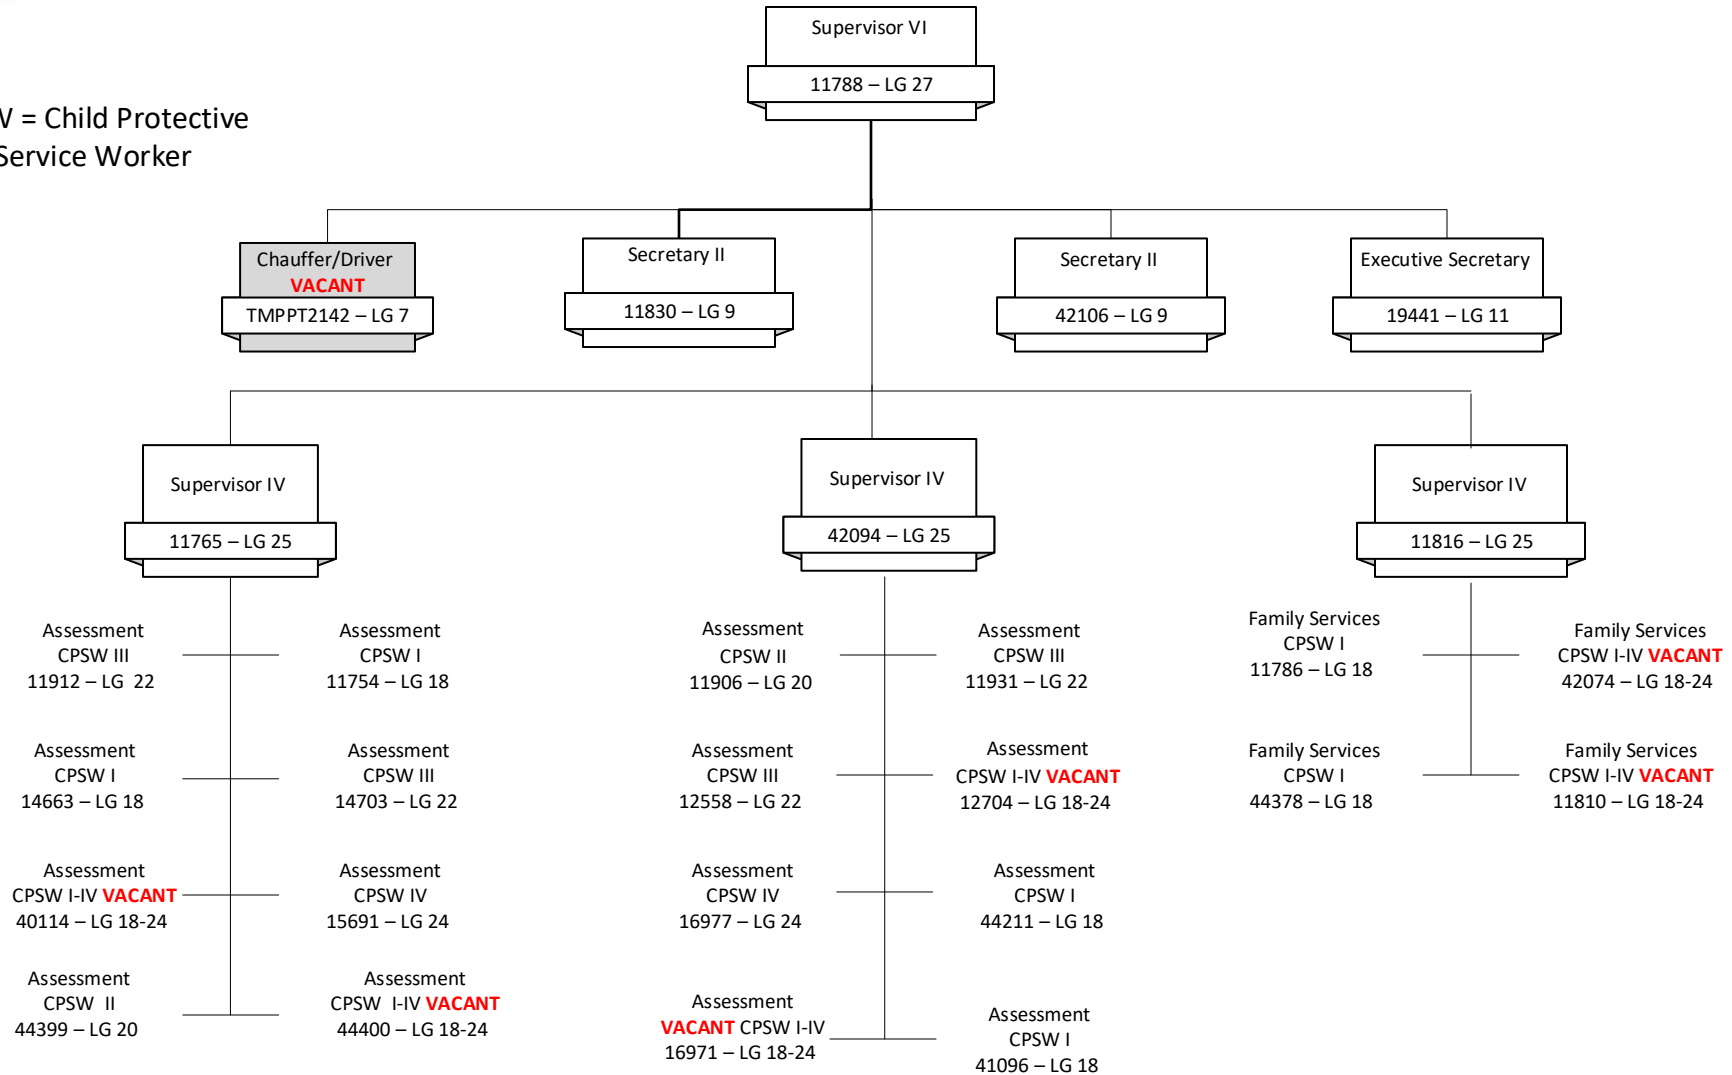 Supervisor VI
11788 – LG 27
W = Child Protective
Service Worker
Chauffer/Driver
VACANT
TMPPT2142 – LG 7
Secretary II
11830 – LG 9
Secretary II
42106 – LG 9
Executive Secretary
19441 – LG 11
Supervisor IV
11765 – LG 25
Supervisor IV
42094 – LG 25
Supervisor IV
11816 – LG 25
Assessment
CPSW III
11912 – LG  22
Assessment
CPSW I
11754 – LG 18
Assessment
CPSW I
14663 – LG 18
Assessment
CPSW III
14703 – LG 22
Assessment
CPSW I-IV VACANT
40114 – LG 18-24
Assessment
CPSW IV
15691 – LG 24
Assessment
CPSW  II
44399 – LG 20
Assessment
CPSW  I-IV VACANT
44400 – LG 18-24
Assessment
CPSW II
11906 – LG 20
Assessment
CPSW III
11931 – LG 22
Assessment
CPSW III
12558 – LG 22
Assessment
CPSW I-IV VACANT
12704 – LG 18-24
Assessment
CPSW IV
16977 – LG 24
Assessment
CPSW I
44211 – LG 18
Assessment
VACANT CPSW I-IV
16971 – LG 18-24
Assessment
CPSW I
41096 – LG 18
Family Services
CPSW I
11786 – LG 18
Family Services
CPSW I-IV VACANT
42074 – LG 18-24
Family Services
CPSW I
44378 – LG 18
Family Services
CPSW I-IV VACANT
11810 – LG 18-24